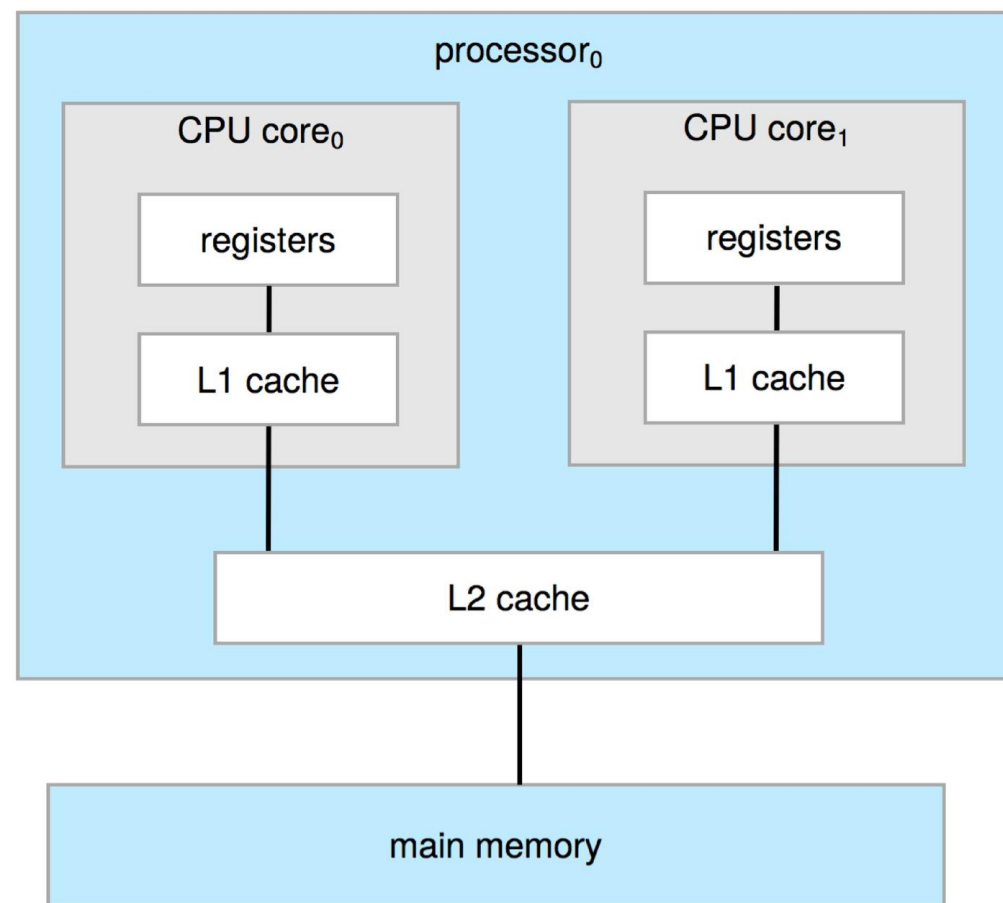 processor₀
CPU core₀
CPU core₁
registers
registers
L1 cache
L1 cache
L2 cache
main memory